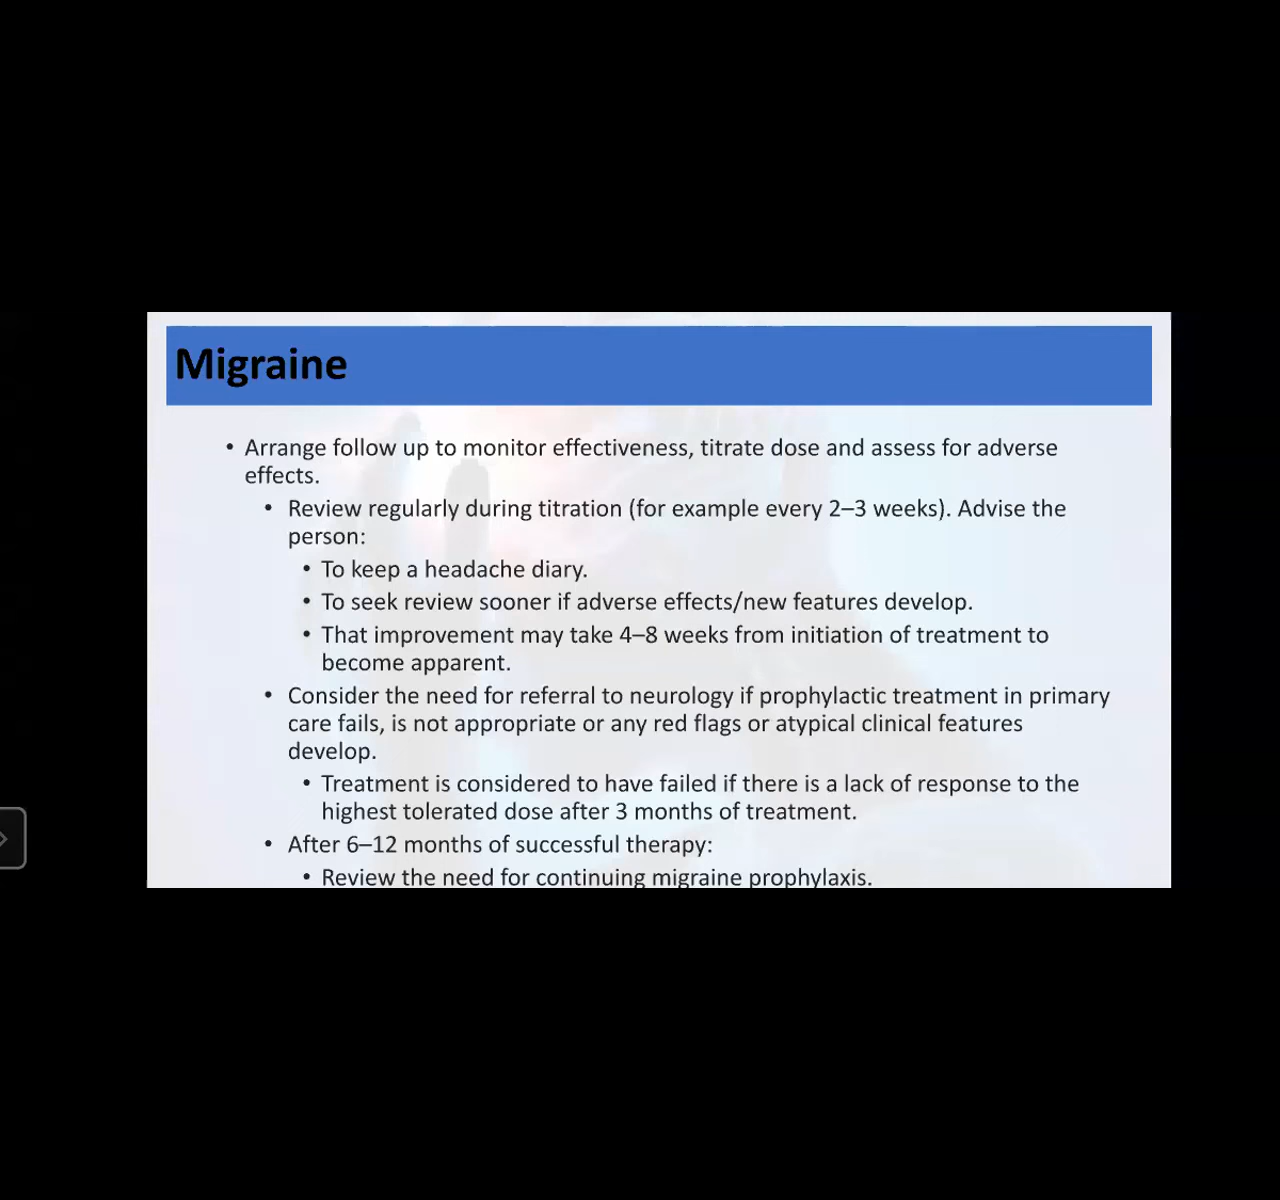 Migraine
• Arrange follow up to monitor effectiveness, titrate dose and assess for adverse
effects.
• Review regularly during titration (for example every 2–3 weeks). Advise the
person:
• To keep a headache diary.
• To seek review sooner if adverse effects/new features develop.
• That improvement may take 4–8 weeks from initiation of treatment to
become apparent.
• Consider the need for referral to neurology if prophylactic treatment in primary
care fails, is not appropriate or any red flags or atypical clinical features
develop.
• Treatment is considered to have failed if there is a lack of response to the
highest tolerated dose after 3 months of treatment.
• After 6–12 months of successful therapy:
• Review the need for continuing migraine prophylaxis.